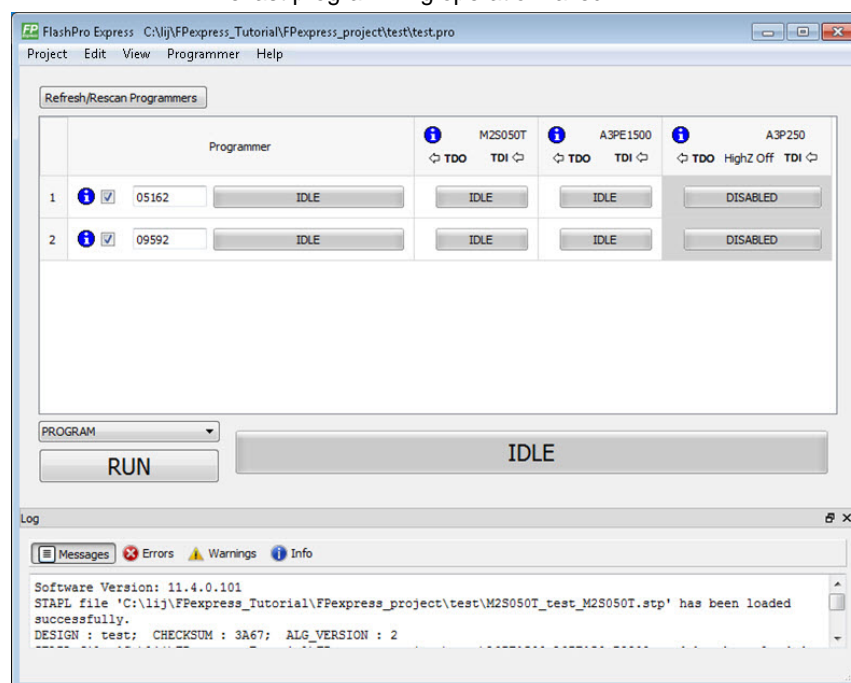 FP FlashPro Express C:\lij\FPexpress_Tutorial\FPexpress_project\test\test.pro
Project Edit View Programmer Help
Refresh/Rescan Programmers
Programmer
M2S050T
TDO TDI
A3PE1500
TDO TDI
A3P250
TDO HighZ Off TDI
1 05162 IDLE IDLE IDLE DISABLED
2 09592 IDLE IDLE IDLE DISABLED
PROGRAM
RUN
IDLE
Log
Messages Errors Warnings Info
Software Version: 11.4.0.101
STAPL file 'C:\lij\FPexpress_Tutorial\FPexpress_project\test\M2S050T_test_M2S050T.stp' has been loaded
successfully.
DESIGN : test; CHECKSUM : 3A67; ALG_VERSION : 2